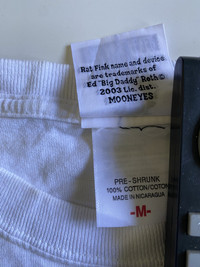 Rat Fink name and device
are trademarks of
Ed "Big Daddy" Roth©
2003 Lic. dist.
MOONEYES
PRE-SHRUNK
100% COTTON/COTON
MADE IN NICARAGUA
-M-